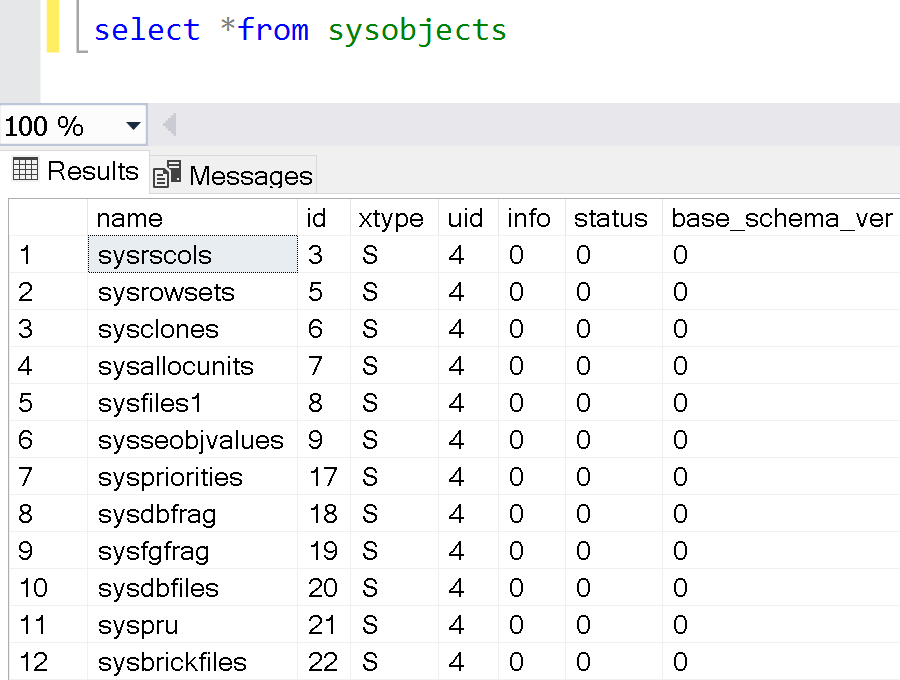 select *from sysobjects
100 %
Results Messages
name id xtype uid info status base_schema_ver
1 sysrscols 3 S 4 0 0 0
2 sysrowsets 5 S 4 0 0 0
3 sysclones 6 S 4 0 0 0
4 sysallocunits 7 S 4 0 0 0
5 sysfiles1 8 S 4 0 0 0
6 sysseobjvalues 9 S 4 0 0 0
7 syspriorities 17 S 4 0 0 0
8 sysdbfrag 18 S 4 0 0 0
9 sysfgfrag 19 S 4 0 0 0
10 sysdbfiles 20 S 4 0 0 0
11 syspru 21 S 4 0 0 0
12 sysbrickfiles 22 S 4 0 0 0